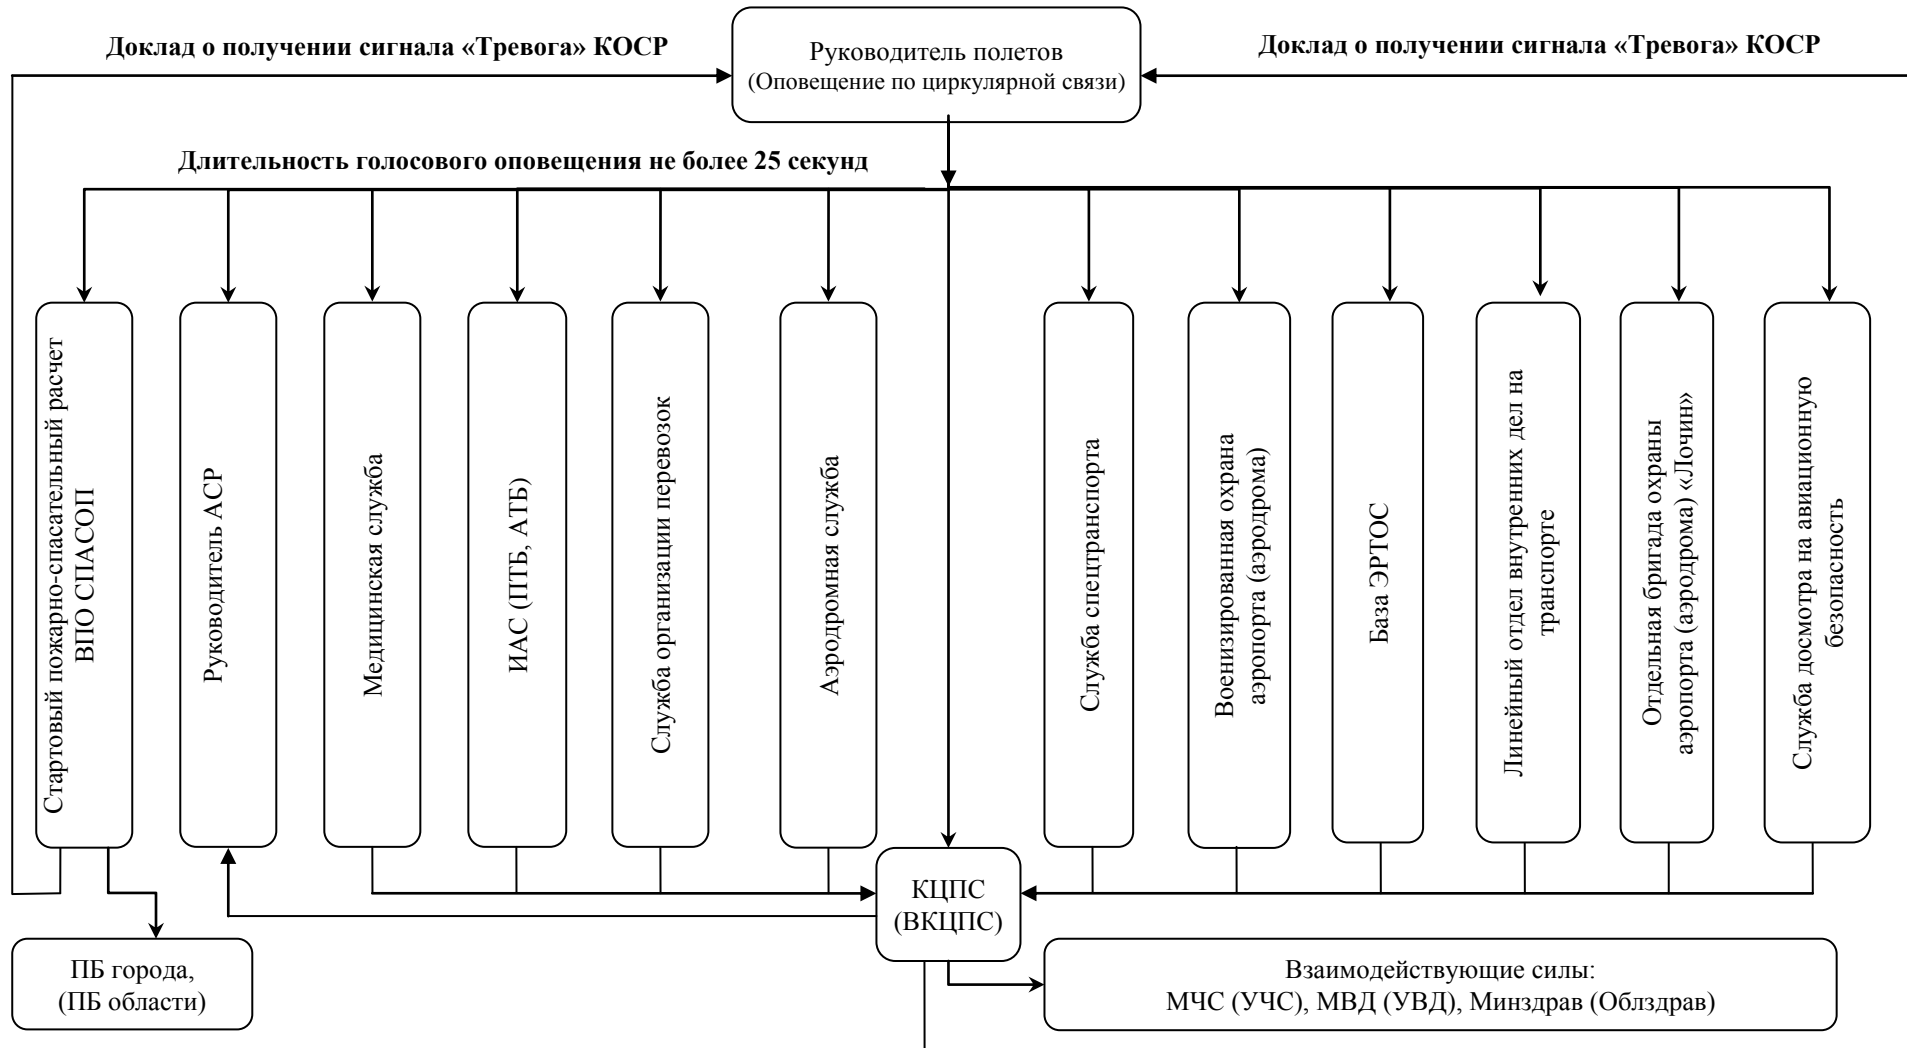 Доклад о получении сигнала «Тревога» КОСР
Руководитель полетов
(Оповещение по циркулярной связи)
Доклад о получении сигнала «Тревога» КОСР
Длительность голосового оповещения не более 25 секунд
Стартовый пожарно-спасательный расчет
ВПО СПАСОП
Руководитель АСР
Медицинская служба
ИАС (ПТБ, АТБ)
Служба организации перевозок
Аэродромная служба
Служба спецтранспорта
Военизированная охрана
аэропорта (аэродрома)
База ЭРТОС
Линейный отдел внутренних дел на
транспорте
Отдельная бригада охраны
аэропорта (аэродрома) «Лочин»
Служба досмотра на авиационную
безопасность
КЦПС
(ВКЦПС)
ПБ города,
(ПБ области)
Взаимодействующие силы:
МЧС (УЧС), МВД (УВД), Минздрав (Облздрав)